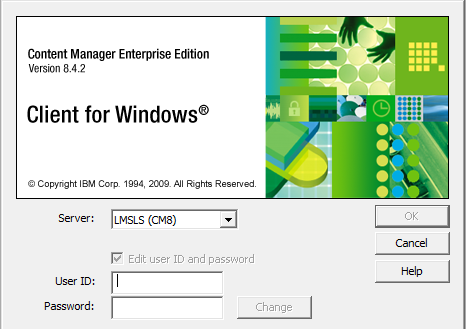 Content Manager Enterprise Edition
Version 8.4.2
Client for Windows®
© Copyright IBM Corp. 1994, 2009. All Rights Reserved.
Server: LMSLS (CM8) OK
Cancel
Edit user ID and password
Help
User ID:
Password: Change